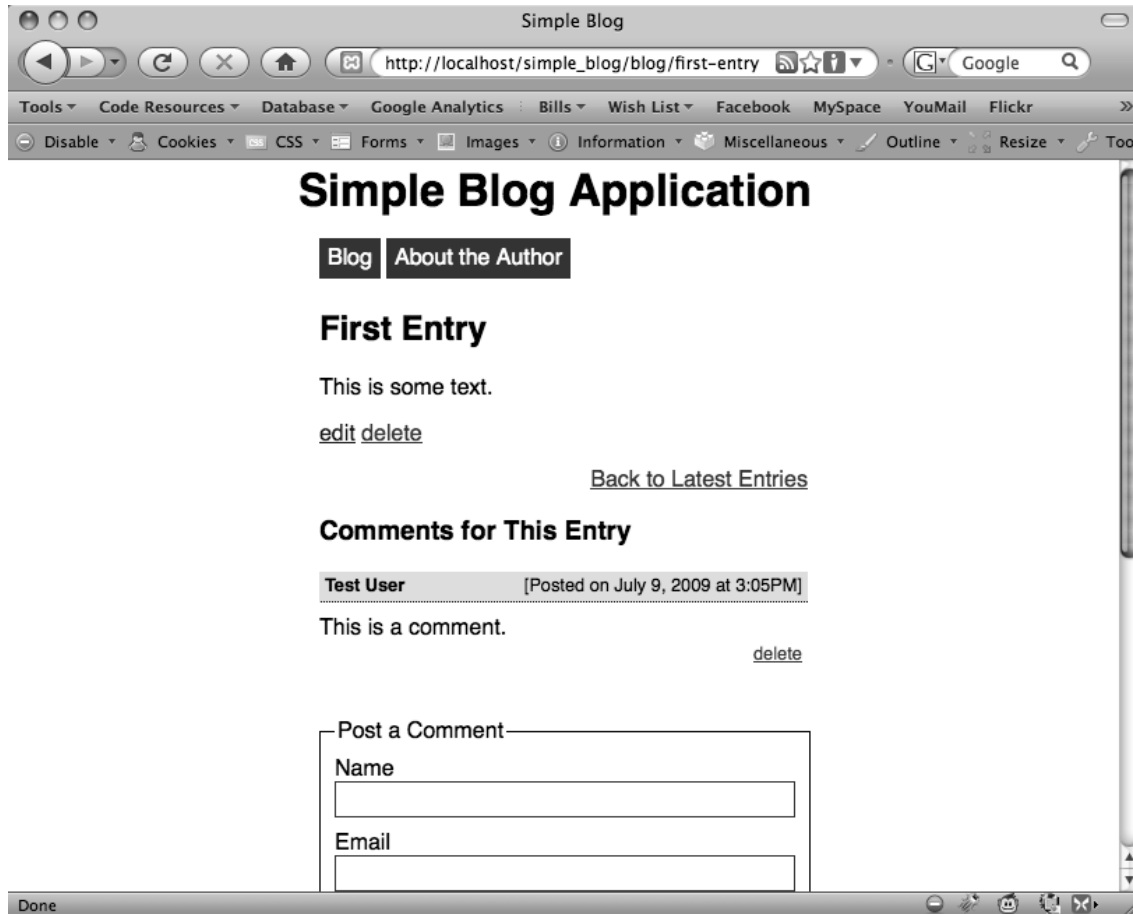 Simple Blog
http://localhost/simple_blog/blog/first-entry G Google
Tools Code Resources Database Google Analytics Bills Wish List Facebook MySpace YouMail Flickr »
Disable Cookies CSS Forms Images Information Miscellaneous Outline Resize Too
Simple Blog Application
Blog About the Author
First Entry
This is some text.
edit delete
Back to Latest Entries
Comments for This Entry
Test User [Posted on July 9, 2009 at 3:05PM]
This is a comment.
delete
Post a Comment
Name
Email
Done